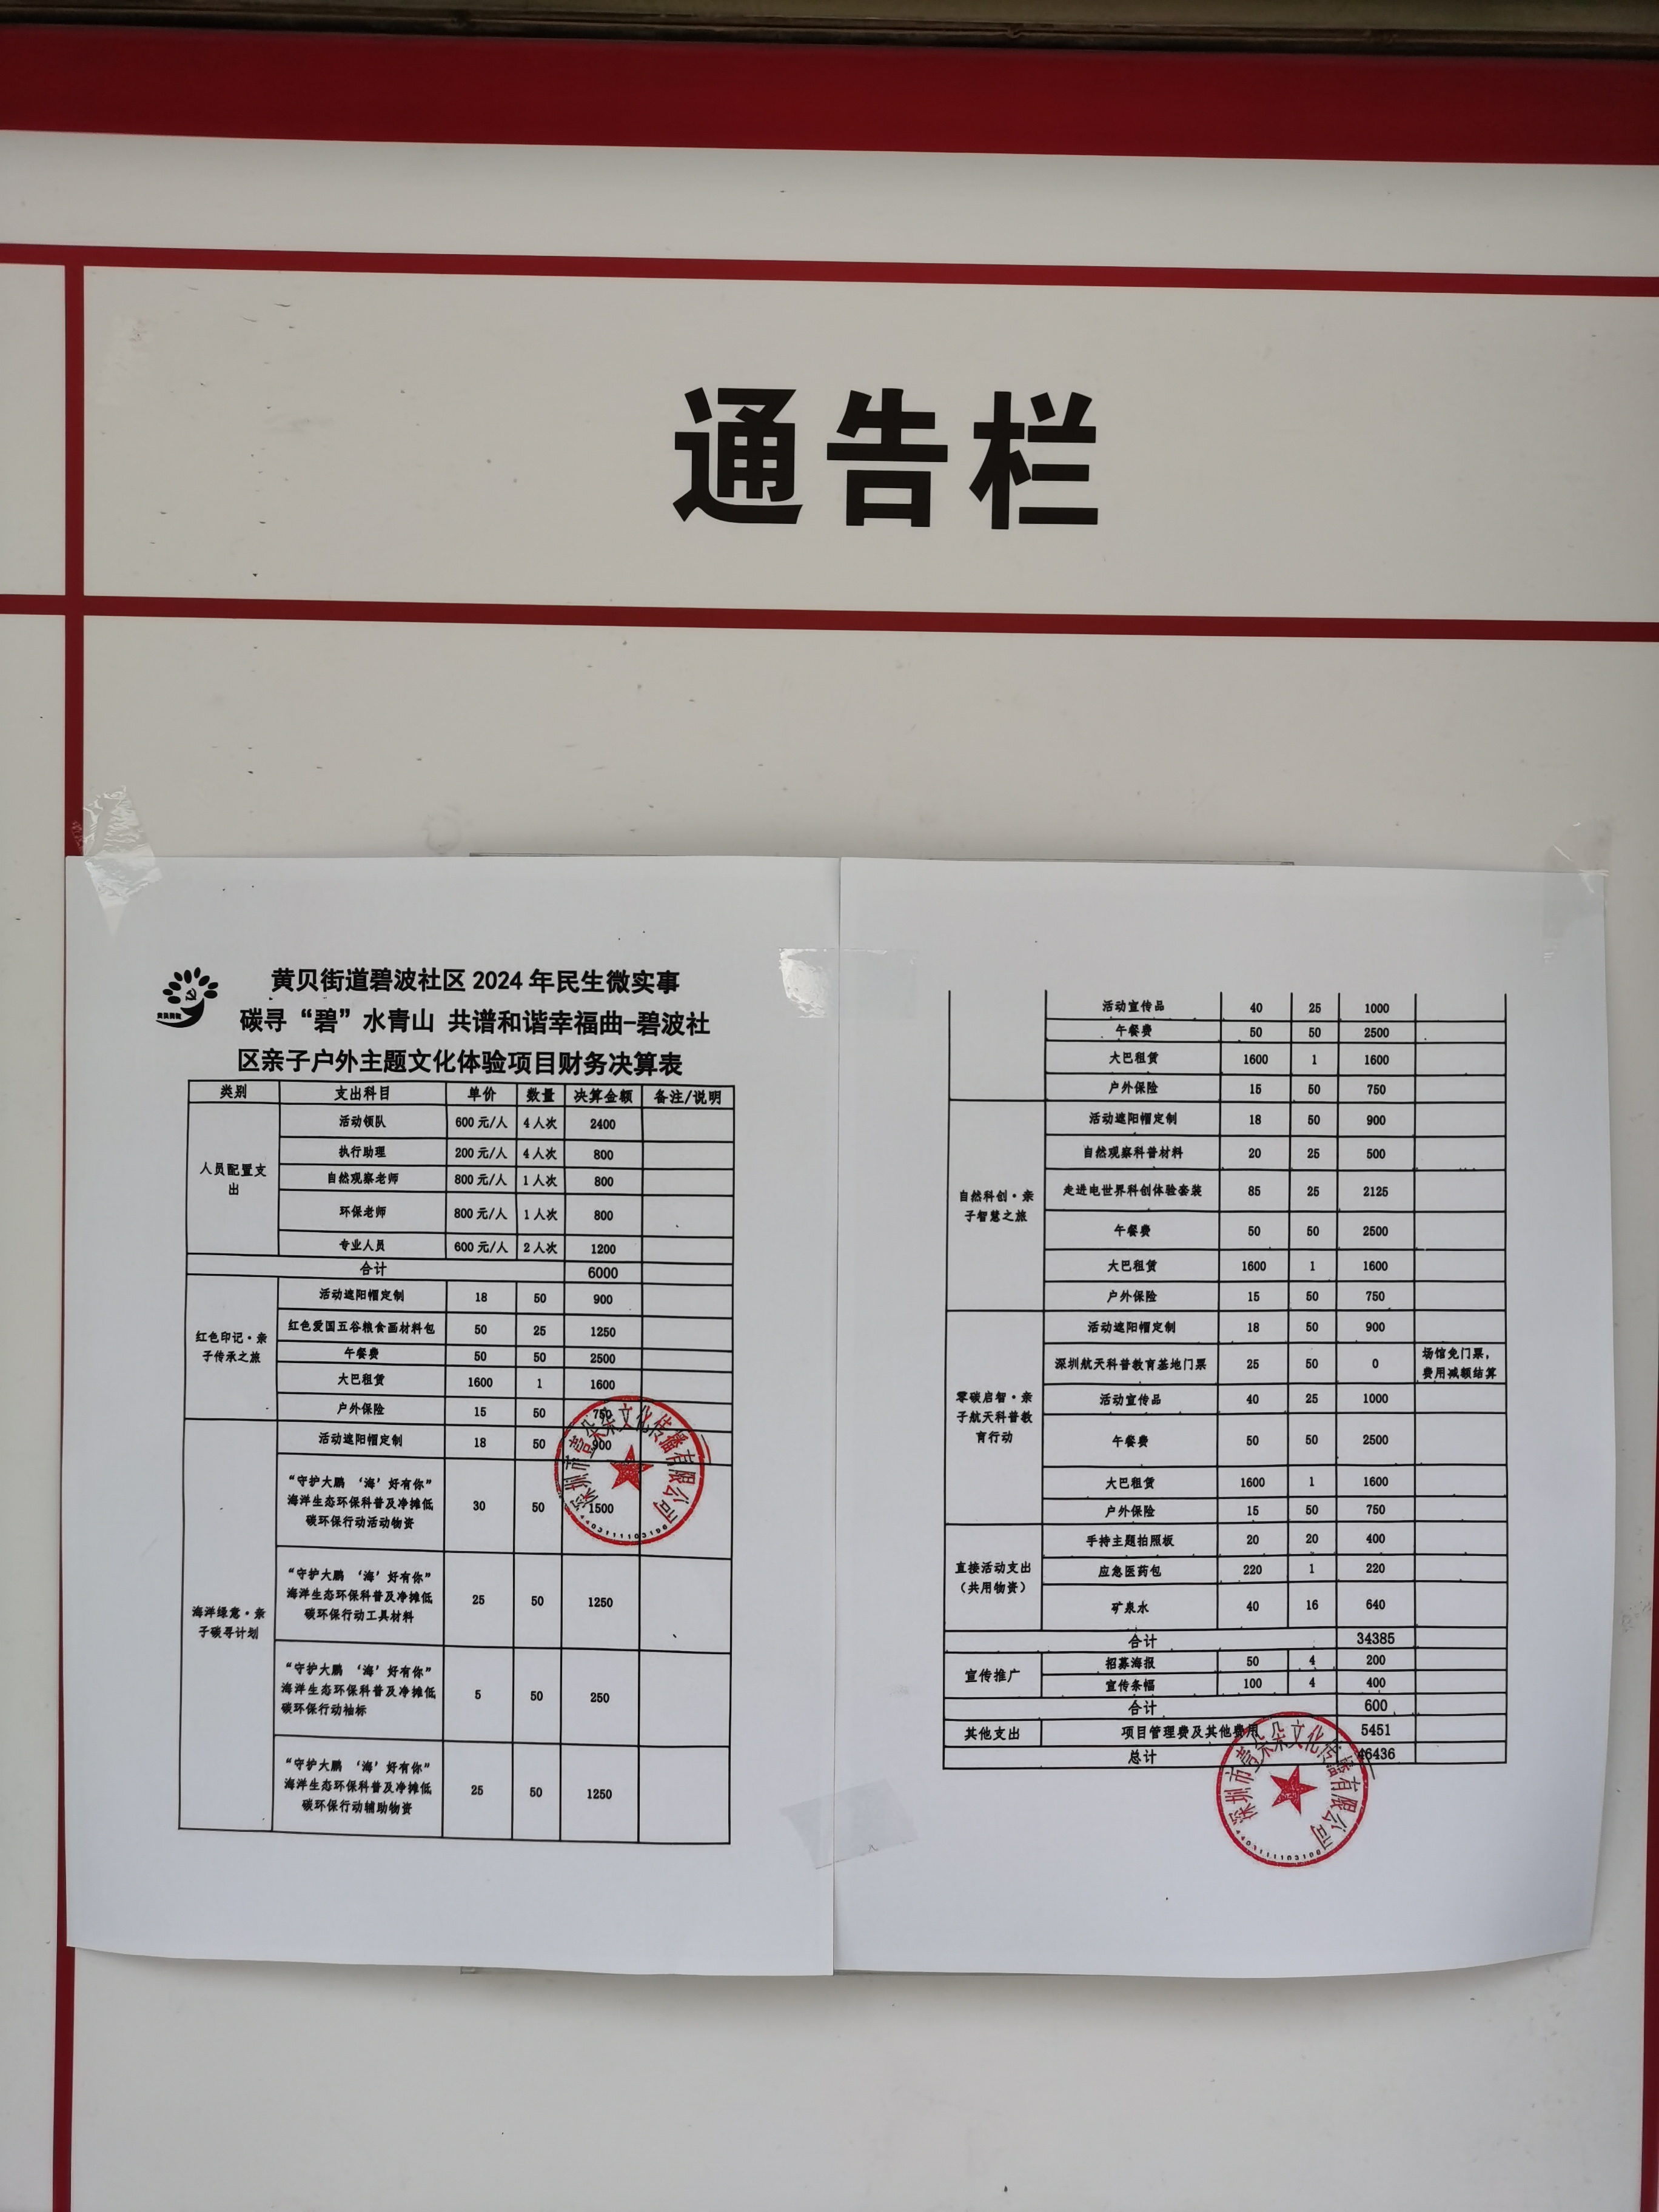 通告栏
黄贝街道碧波社区 2024 年民生微实事
碳寻“碧”水青山 共谱和谐幸福曲-碧波社
区亲子户外主题文化体验项目财务决算表
类别 支出科目 单价 数量 决算金额 备注/说明
人员配置支
出
活动领队 600 元/人 4 人次 2400
执行助理 200 元/人 4 人次 800
自然观察老师 800 元/人 1 人次 800
环保老师 800 元/人 1 人次 800
专业人员 600 元/人 2 人次 1200
合计 6000
红色印记·亲
子传承之旅
活动遮阳帽定制 18 50 900
红色爱国五谷粮食画材料包 50 25 1250
午餐费 50 50 2500
大巴租赁 1600 1 1600
户外保险 15 50 750
海洋绿意·亲
子碳寻计划
活动遮阳帽定制 18 50 900
“守护大鹏 ‘海’好有你”
海洋生态环保科普及净摊低
碳环保行动活动物资
30 50 1500
“守护大鹏 ‘海’好有你”
海洋生态环保科普及净摊低
碳环保行动工具材料
25 50 1250
“守护大鹏 ‘海’好有你”
海洋生态环保科普及净摊低
碳环保行动袖标
5 50 250
“守护大鹏 ‘海’好有你”
海洋生态环保科普及净摊低
碳环保行动辅助物资
25 50 1250
活动宣传品 40 25 1000
午餐费 50 50 2500
大巴租赁 1600 1 1600
户外保险 15 50 750
自然科创·亲
子智慧之旅
活动遮阳帽定制 18 50 900
自然观察科普材料 20 25 500
走进电世界科创体验套装 85 25 2125
午餐费 50 50 2500
大巴租赁 1600 1 1600
户外保险 15 50 750
零碳启智·亲
子航天科普教
育行动
活动遮阳帽定制 18 50 900
深圳航天科普教育基地门票 25 50 0 场馆免门票，
费用减额结算
活动宣传品 40 25 1000
午餐费 50 50 2500
大巴租赁 1600 1 1600
户外保险 15 50 750
直接活动支出
（共用物资）
手持主题拍照板 20 20 400
应急医药包 220 1 220
矿泉水 40 16 640
合计 34385
宣传推广
招募海报 50 4 200
宣传条幅 100 4 400
合计 600
其他支出 项目管理费及其他费用 5451
总计 46436